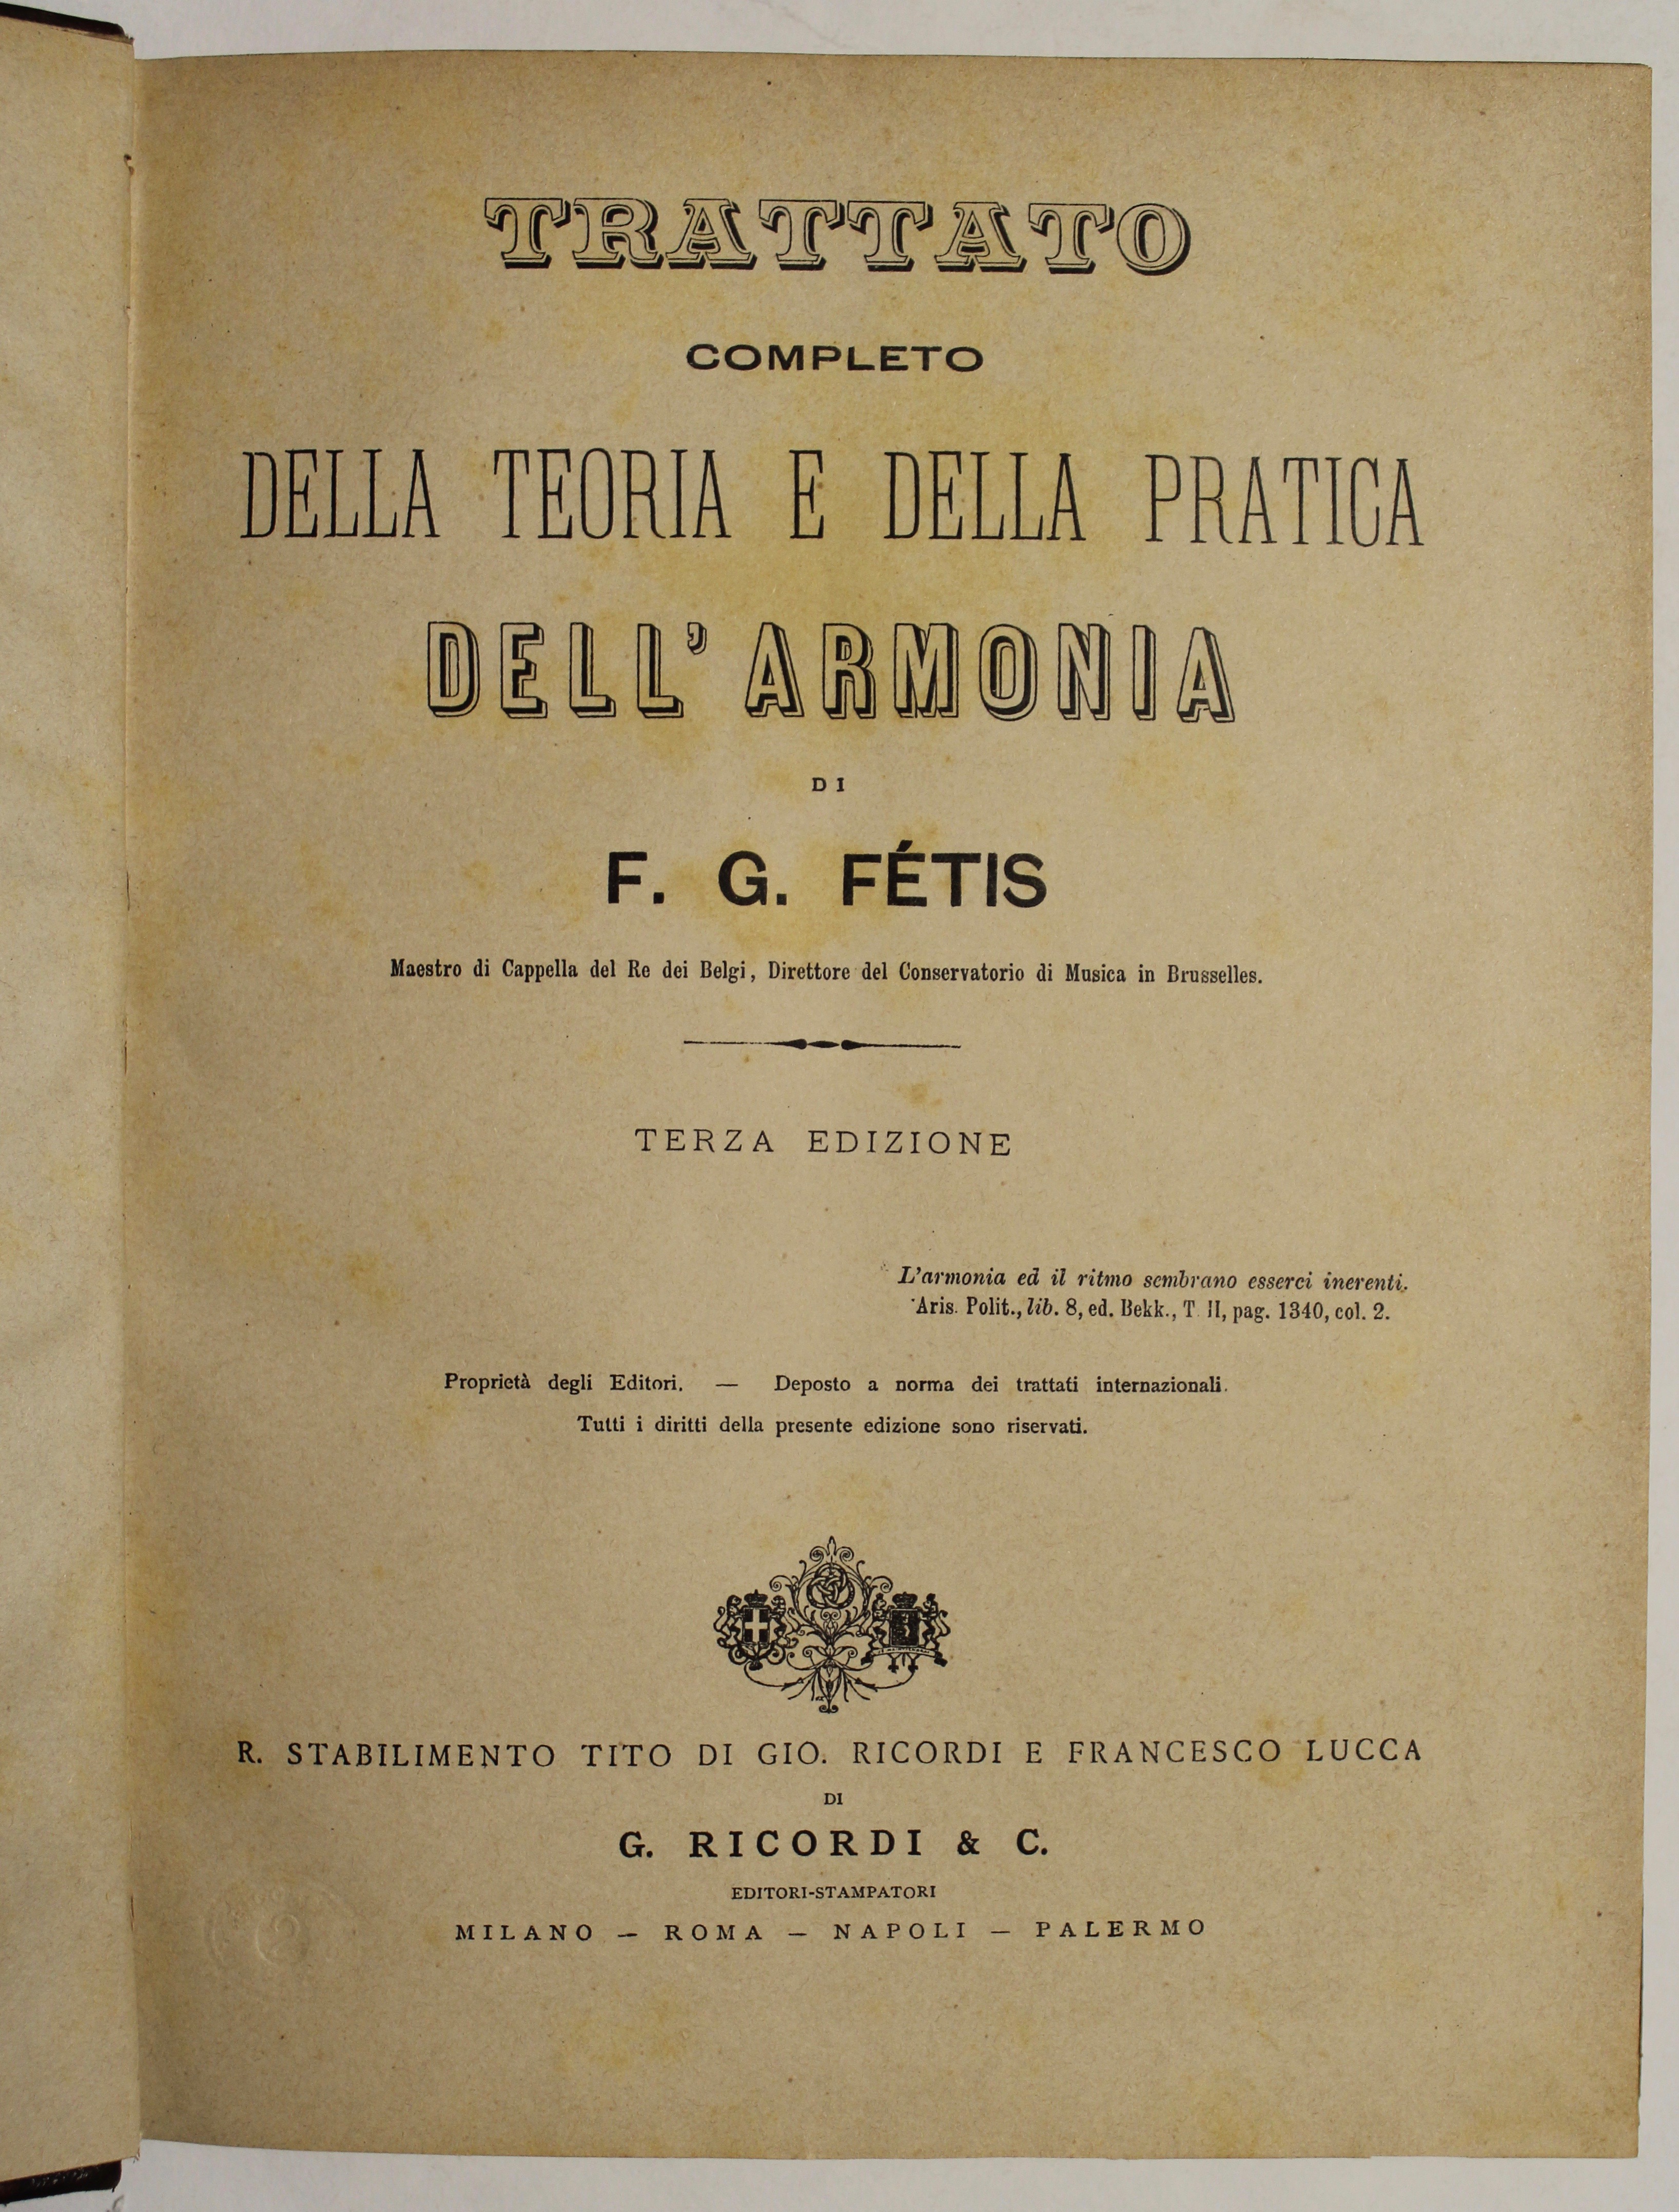 TRATTATO
COMPLETO
DELLA TEORIA E DELLA PRATICA
DELL'ARMONIA
DI
F. G. FÉTIS
Maestro di Cappella del Re dei Belgi, Direttore del Conservatorio di Musica in Brusselles.
TERZA EDIZIONE
L'armonia ed il ritmo sembrano esserci inerenti.
Aris. Polit., lib. 8, ed. Bekk., T. II, pag. 1340, col. 2.
Proprietà degli Editori. — Deposto a norma dei trattati internazionali.
Tutti i diritti della presente edizione sono riservati.
R. STABILIMENTO TITO DI GIO. RICORDI E FRANCESCO LUCCA
DI
G. RICORDI & C.
EDITORI-STAMPATORI
MILANO — ROMA — NAPOLI — PALERMO